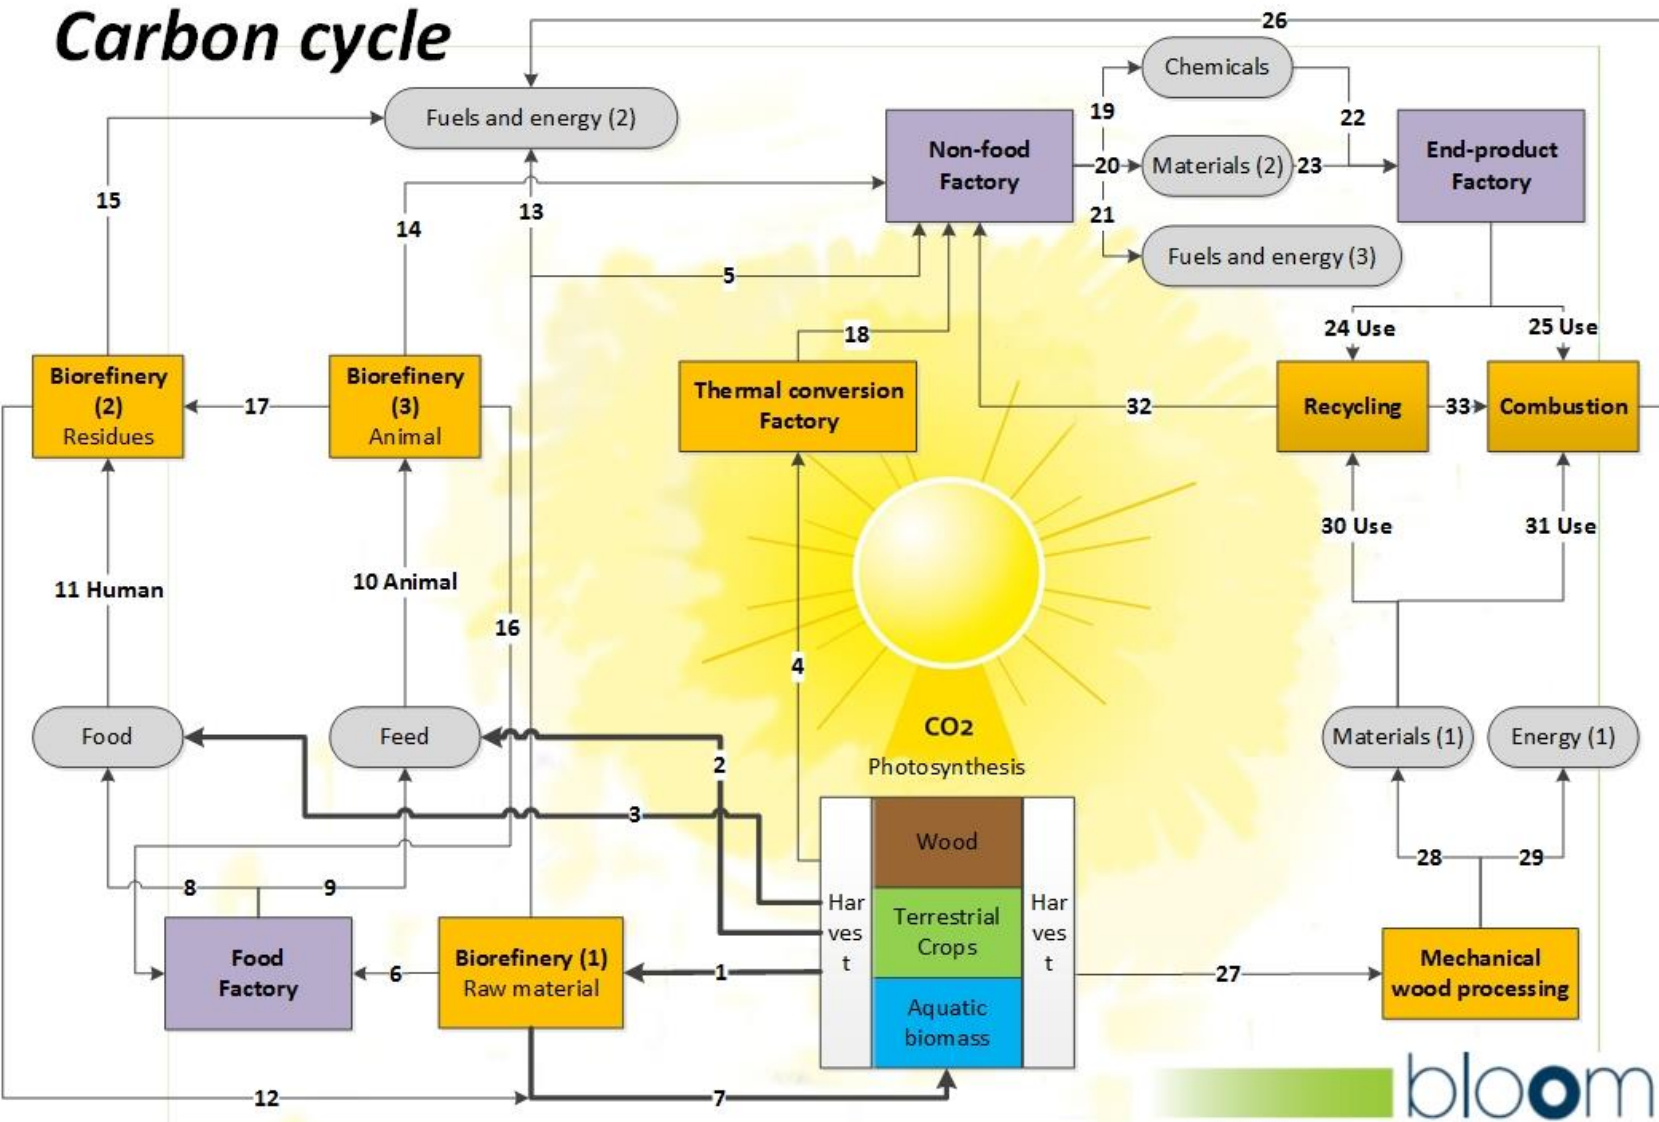 Carbon cycle
26
Chemicals
Fuels and energy (2)
19
22
Non-food
Factory
20
Materials (2)
23
End-product
Factory
15
13
14
21
Fuels and energy (3)
5
18
24 Use
25 Use
Biorefinery
(2)
Residues
17
Biorefinery
(3)
Animal
Thermal conversion
Factory
32
Recycling
33
Combustion
30 Use
31 Use
11 Human
10 Animal
16
4
Food
Feed
2
CO2
Photosynthesis
Materials (1)
Energy (1)
3
Wood
28
29
8
9
Har
ves
t
Terrestrial
Crops
Har
ves
t
Food
Factory
6
Biorefinery (1)
Raw material
1
27
Mechanical
wood processing
Aquatic
biomass
12
7
bloom